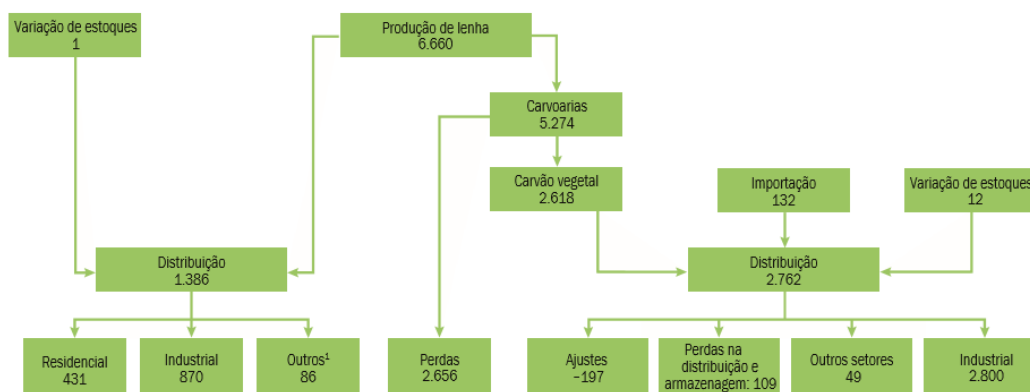 Variação de estoques
1
Produção de lenha
6.660
Carvoarias
5.274
Carvão vegetal
2.618
Importação
132
Variação de estoques
12
Distribuição
1.386
Distribuição
2.762
Residencial
431
Industrial
870
Outros¹
86
Perdas
2.656
Ajustes
-197
Perdas na
distribuição e
armazenagem: 109
Outros setores
49
Industrial
2.800